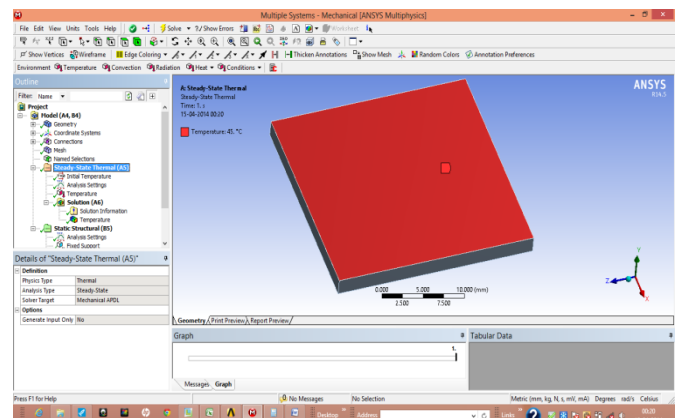 Multiple Systems - Mechanical [ANSYS Multiphysics]
File Edit View Units Tools Help Solve ▾ ?/ Show Errors Worksheet
Show Vertices Wireframe Edge Coloring ▾ Thicken Annotations Show Mesh Random Colors Annotation Preferences
Environment Temperature Convection Radiation Heat ▾ Conditions ▾
Outline
Filter: Name
Project
Model (A4, B4)
Geometry
Coordinate Systems
Connections
Mesh
Named Selections
Steady-State Thermal (A5)
Initial Temperature
Analysis Settings
Temperature
Solution (A6)
Solution Information
Temperature
Static Structural (B5)
Analysis Settings
Fixed Support
A: Steady-State Thermal
Steady-State Thermal
Time: 1. s
15-04-2014 00:20
Temperature: 45. °C
ANSYS
R14.5
0.000 5.000 10.000 (mm)
2.500 7.500
Y
Z
X
Details of "Steady-State Thermal (A5)"
Definition
Physics Type Thermal
Analysis Type Steady-State
Solver Target Mechanical APDL
Options
Generate Input Only No
Geometry Print Preview Report Preview
Graph
1.
Messages Graph
Tabular Data
Press F1 for Help
No Messages No Selection Metric (mm, kg, N, s, mV, mA) Degrees rad/s Celsius
Desktop Address Links 00:20